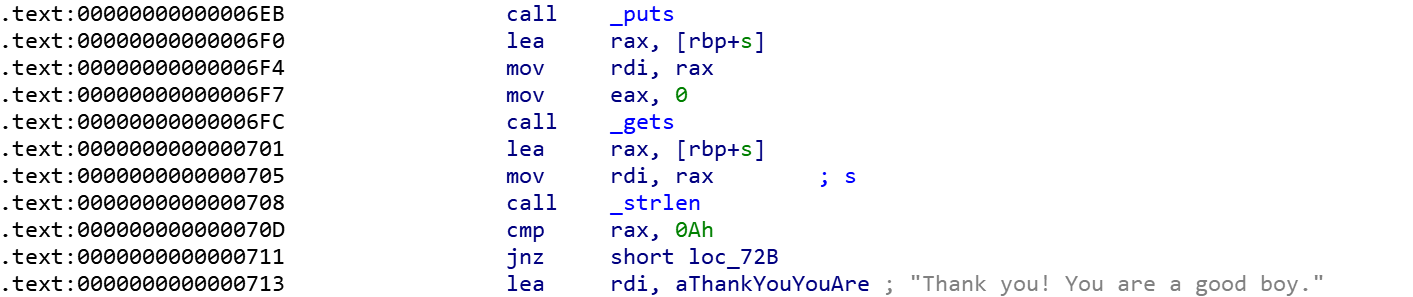 .text:00000000000006EB call _puts
.text:00000000000006F0 lea rax, [rbp+s]
.text:00000000000006F4 mov rdi, rax
.text:00000000000006F7 mov eax, 0
.text:00000000000006FC call _gets
.text:0000000000000701 lea rax, [rbp+s]
.text:0000000000000705 mov rdi, rax ; s
.text:0000000000000708 call _strlen
.text:000000000000070D cmp rax, 0Ah
.text:0000000000000711 jnz short loc_72B
.text:0000000000000713 lea rdi, aThankYouYouAre ; "Thank you! You are a good boy."